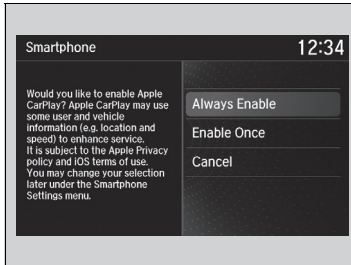 Smartphone
12:34
Would you like to enable Apple
CarPlay? Apple CarPlay may use
some user and vehicle
information (e.g. location and
speed) to enhance service.
It is subject to the Apple Privacy
policy and iOS terms of use.
You may change your selection
later under the Smartphone
Settings menu.
Always Enable
Enable Once
Cancel